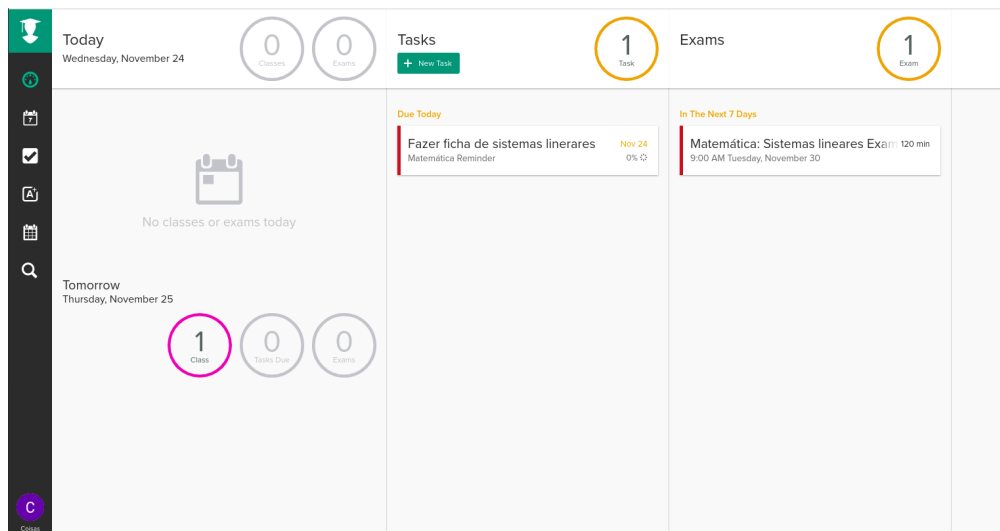 Today
Wednesday, November 24
0
Classes
0
Exams
Tasks
+ New Task
1
Task
Exams
1
Exam
7
No classes or exams today
Tomorrow
Thursday, November 25
1
Class
0
Tasks Due
0
Exams
Due Today
Fazer ficha de sistemas linerares
Nov 24
Matemática Reminder
0%
In The Next 7 Days
Matemática: Sistemas lineares Exam
120 min
9:00 AM Tuesday, November 30
A+
C
Coisas